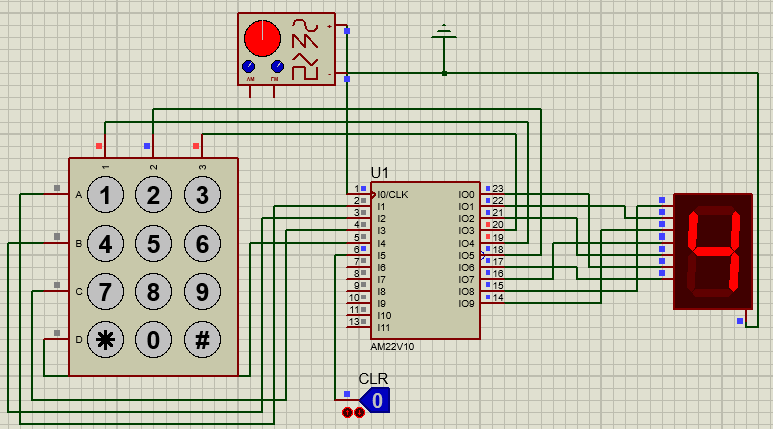 +
-
AM FM
1 2 3
A 1 2 3
B 4 5 6
C 7 8 9
D * 0 #
U1
1 I0/CLK IO0 23
2 I1 IO1 22
3 I2 IO2 21
4 I3 IO3 20
5 I4 IO4 19
6 I5 IO5 18
7 I6 IO6 17
8 I7 IO7 16
9 I8 IO8 15
10 I9 IO9 14
11 I10
13 I11
AM22V10
CLR
0
4